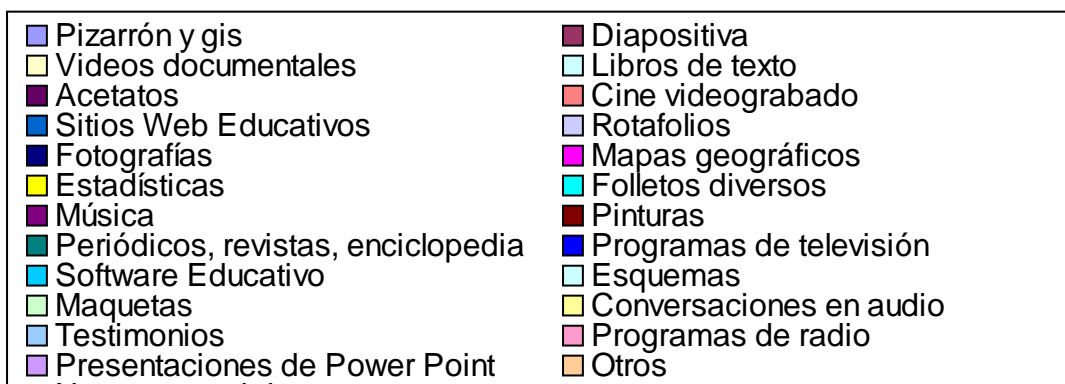 Pizarrón y gis
Diapositiva
Videos documentales
Libros de texto
Acetatos
Cine videograbado
Sitios Web Educativos
Rotafolios
Fotografías
Mapas geográficos
Estadísticas
Folletos diversos
Música
Pinturas
Periódicos, revistas, enciclopedia
Programas de televisión
Software Educativo
Esquemas
Maquetas
Conversaciones en audio
Testimonios
Programas de radio
Presentaciones de Power Point
Otros